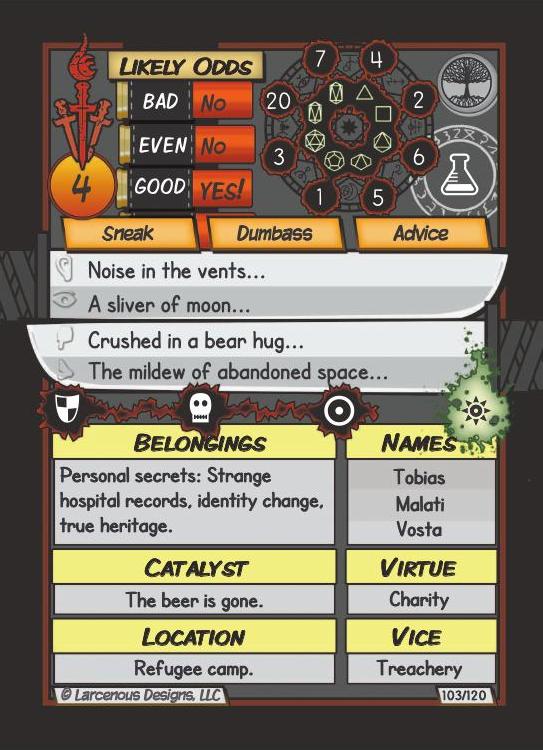 Likely Odds
BAD No
EVEN No
GOOD YES!
4
7 4
20 2
3 6
1 5
Sneak Dumbass Advice
Noise in the vents...
A sliver of moon...
Crushed in a bear hug...
The mildew of abandoned space...
Belongings
Personal secrets: Strange
hospital records, identity change,
true heritage.
Names
Tobias
Malati
Vosta
Catalyst
The beer is gone.
Virtue
Charity
Location
Refugee camp.
Vice
Treachery
© Larcenous Designs, LLC
103/120